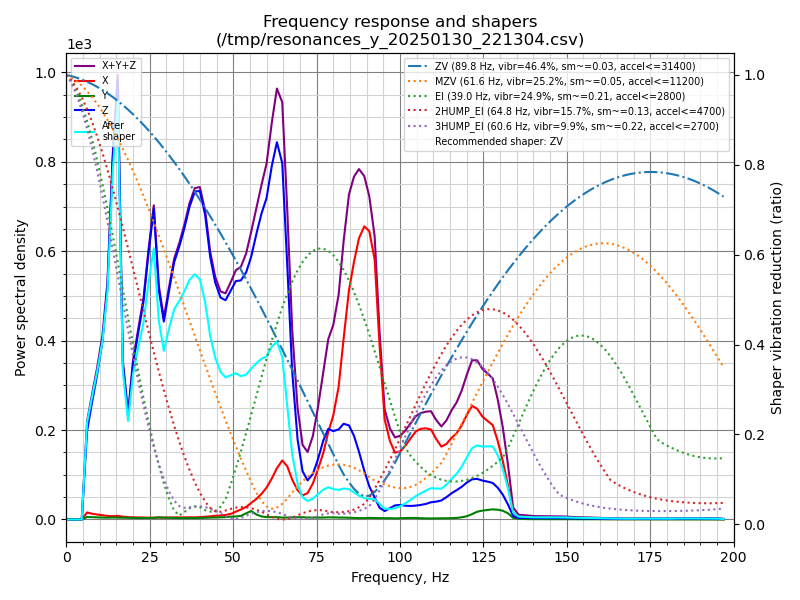 Frequency response and shapers
(/tmp/resonances_y_20250130_221304.csv)
1e3
X+Y+Z
X
Y
Z
After
shaper
ZV (89.8 Hz, vibr=46.4%, sm~=0.03, accel<=31400)
MZV (61.6 Hz, vibr=25.2%, sm~=0.05, accel<=11200)
EI (39.0 Hz, vibr=24.9%, sm~=0.21, accel<=2800)
2HUMP_EI (64.8 Hz, vibr=15.7%, sm~=0.13, accel<=4700)
3HUMP_EI (60.6 Hz, vibr=9.9%, sm~=0.22, accel<=2700)
Recommended shaper: ZV
Power spectral density
1.0
0.8
0.6
0.4
0.2
0.0
0 25 50 75 100 125 150 175 200
Frequency, Hz
1.0
0.8
0.6
0.4
0.2
0.0
Shaper vibration reduction (ratio)